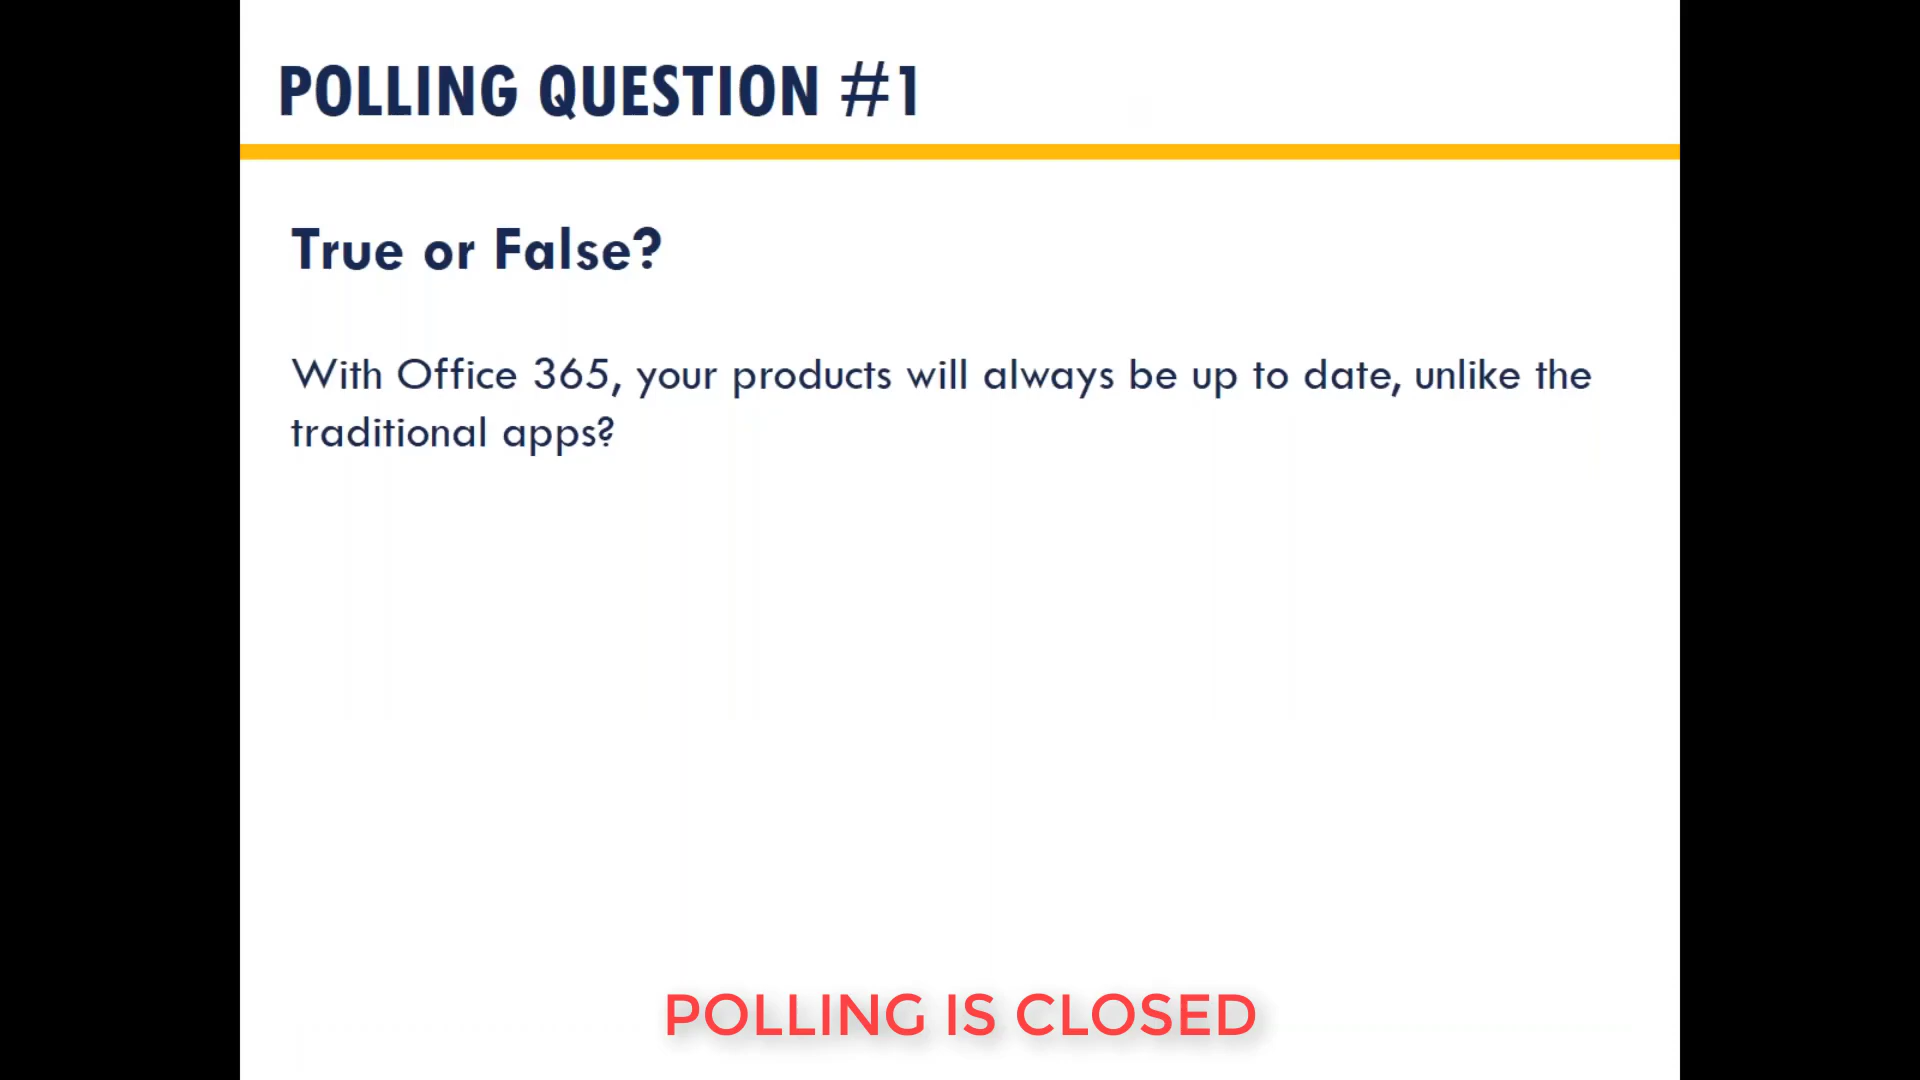 POLLING QUESTION #1
True or False?
With Office 365, your products will always be up to date, unlike the
traditional apps?
POLLING IS CLOSED